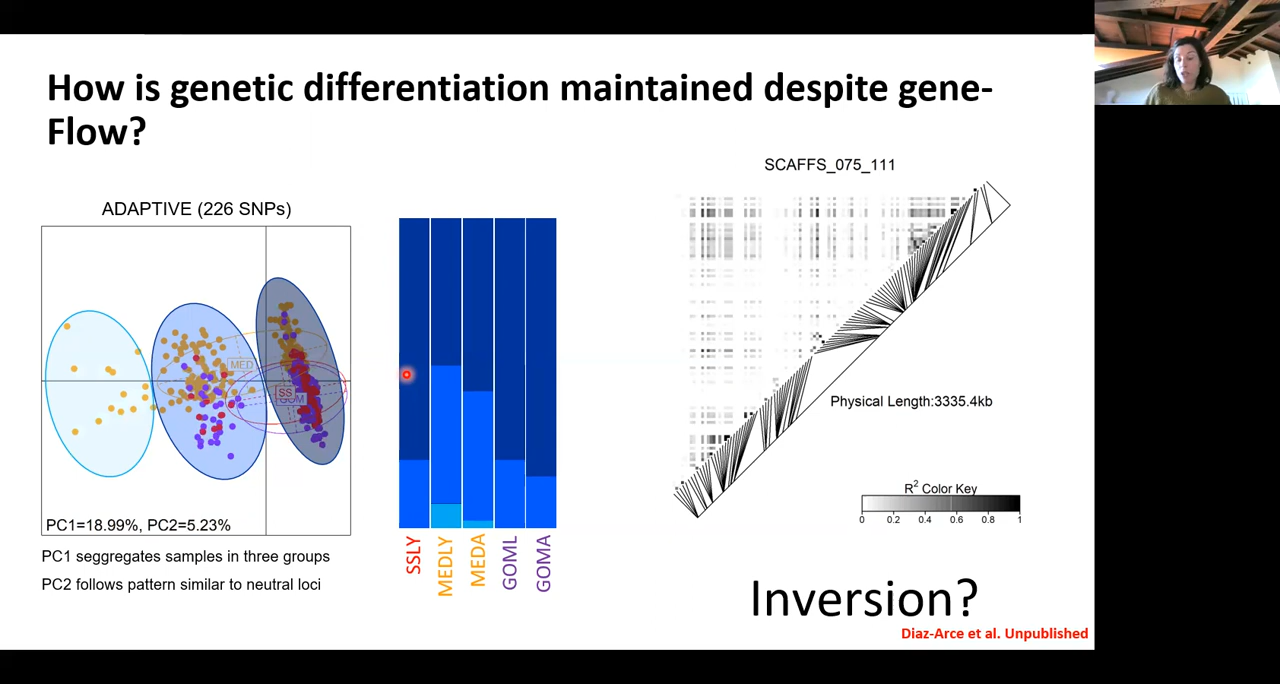 How is genetic differentiation maintained despite gene-
Flow?
ADAPTIVE (226 SNPs)
MED
SS
GOM
PC1=18.99%, PC2=5.23%
PC1 seggregates samples in three groups
PC2 follows pattern similar to neutral loci
SSLY
MEDLY
MEDA
GOML
GOMA
SCAFFS_075_111
Physical Length:3335.4kb
R2 Color Key
0 0.2 0.4 0.6 0.8 1
Inversion?
Diaz-Arce et al. Unpublished